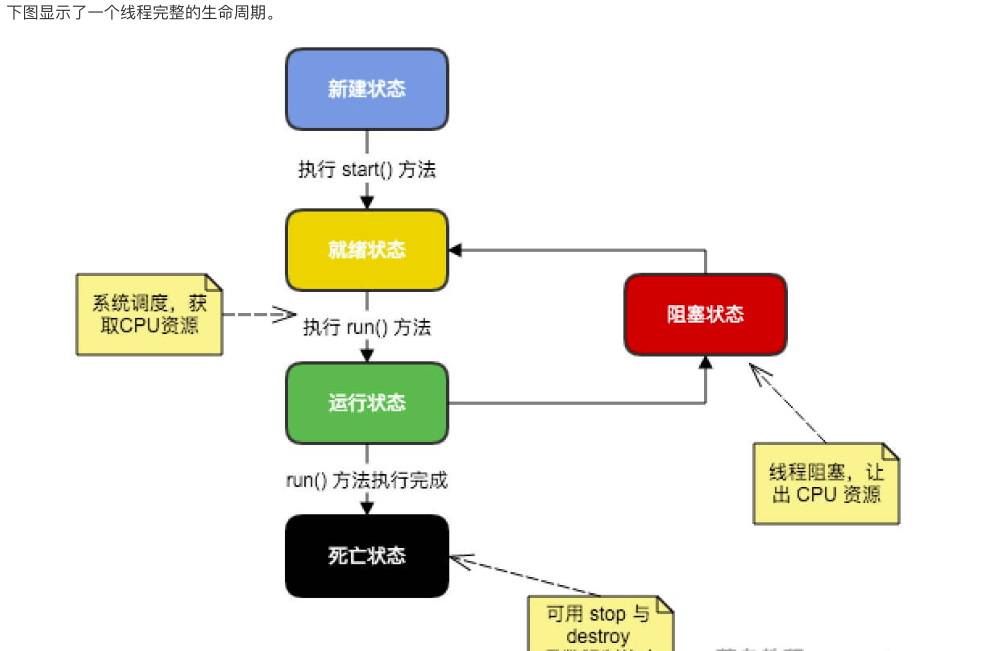 下图显示了一个线程完整的生命周期。
新建状态
执行 start() 方法
就绪状态
系统调度，获
取CPU资源
执行 run() 方法
阻塞状态
运行状态
线程阻塞，让
出 CPU 资源
run() 方法执行完成
死亡状态
可用 stop 与
destroy